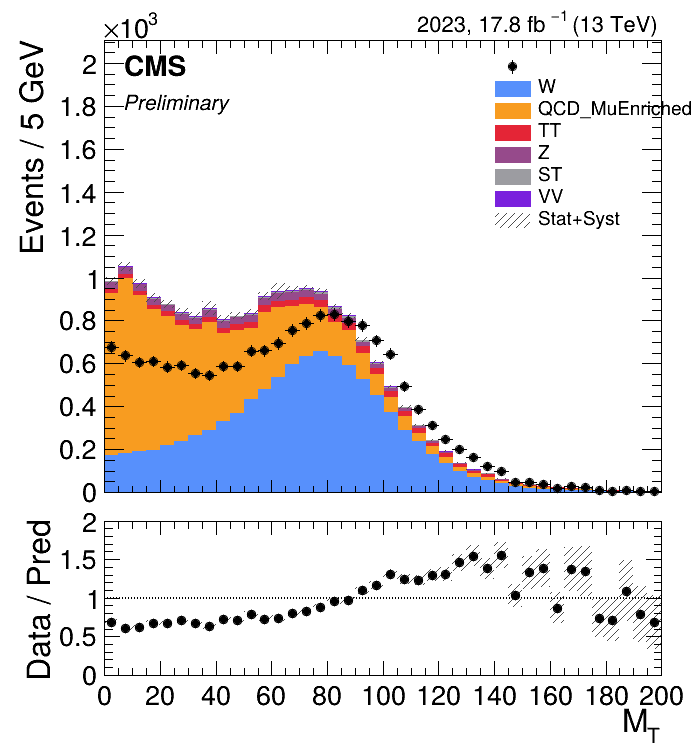 ×10³
2023, 17.8 fb⁻¹ (13 TeV)
CMS
Preliminary
W
QCD_MuEnriched
TT
Z
ST
VV
Stat+Syst
Events / 5 GeV
2
1.8
1.6
1.4
1.2
1
0.8
0.6
0.4
0.2
0
Data / Pred
2
1.5
1
0.5
0
0 20 40 60 80 100 120 140 160 180 200
M_T